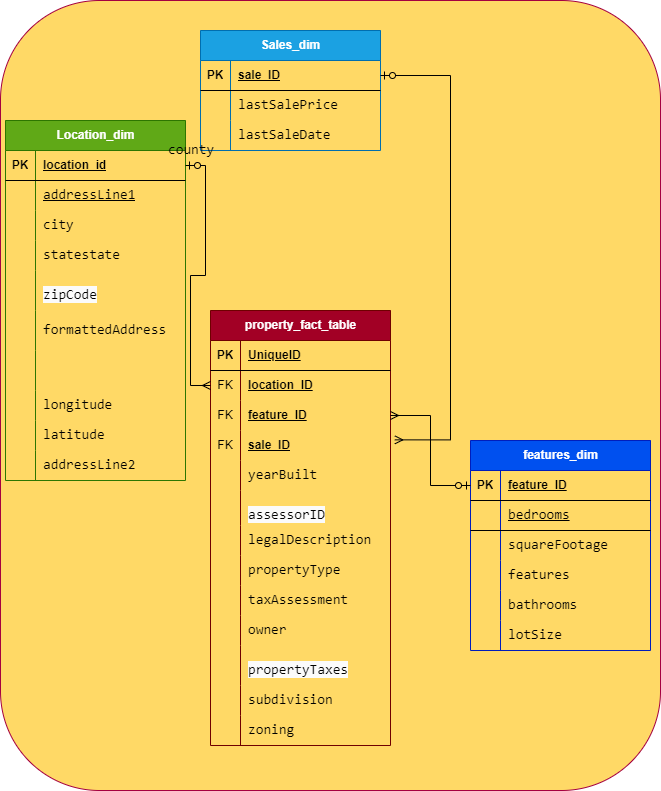 Sales_dim
PK sale_ID
lastSalePrice
lastSaleDate
Location_dim
county
PK location_id
addressLine1
city
statestate
zipCode
formattedAddress
longitude
latitude
addressLine2
property_fact_table
PK UniqueID
FK location_ID
FK feature_ID
FK sale_ID
yearBuilt
assessorID
legalDescription
propertyType
taxAssessment
owner
propertyTaxes
subdivision
zoning
features_dim
PK feature_ID
bedrooms
squareFootage
features
bathrooms
lotSize